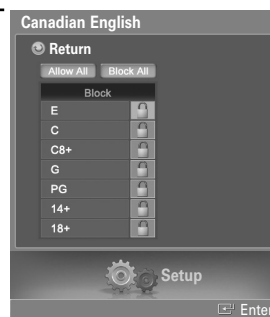 Canadian English
Return
Allow All Block All
Block
E
C
C8+
G
PG
14+
18+
Setup
Enter